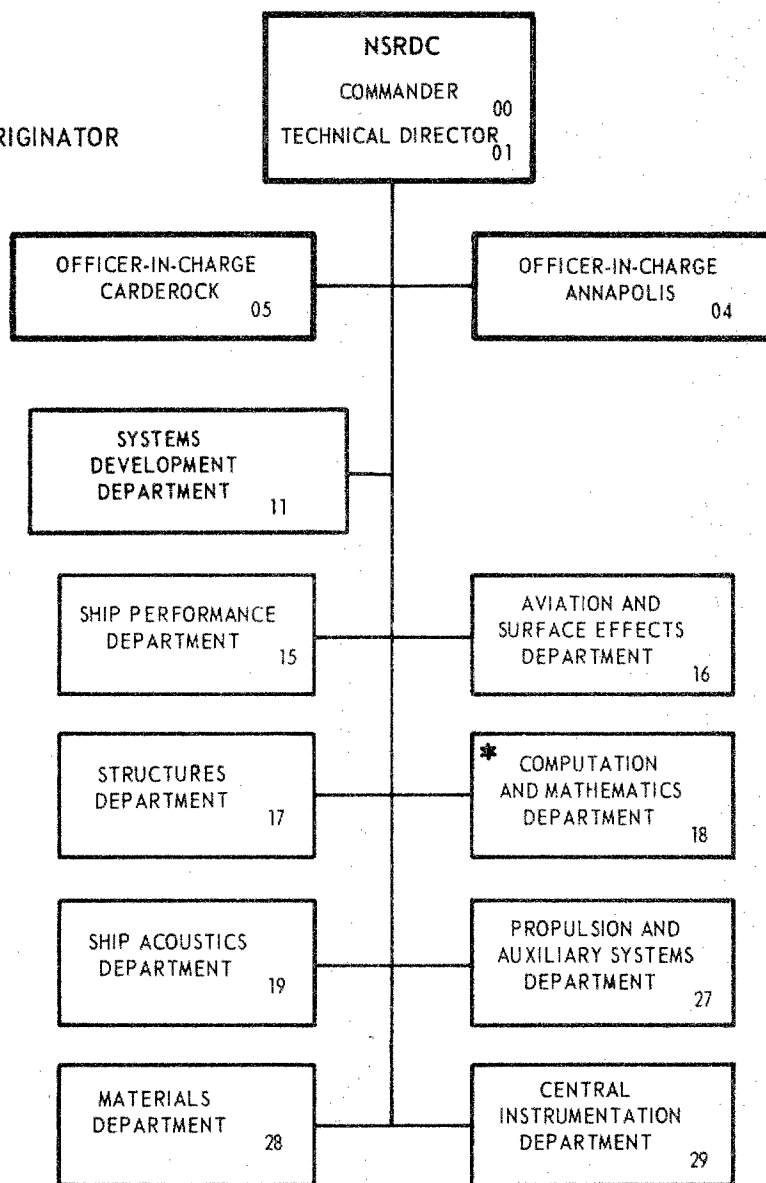 NSRDC
COMMANDER
00
TECHNICAL DIRECTOR
01
RIGINATOR
OFFICER-IN-CHARGE
CARDEROCK
05
OFFICER-IN-CHARGE
ANNAPOLIS
04
SYSTEMS
DEVELOPMENT
DEPARTMENT
11
SHIP PERFORMANCE
DEPARTMENT
15
AVIATION AND
SURFACE EFFECTS
DEPARTMENT
16
STRUCTURES
DEPARTMENT
17
* COMPUTATION
AND MATHEMATICS
DEPARTMENT
18
SHIP ACOUSTICS
DEPARTMENT
19
PROPULSION AND
AUXILIARY SYSTEMS
DEPARTMENT
27
MATERIALS
DEPARTMENT
28
CENTRAL
INSTRUMENTATION
DEPARTMENT
29